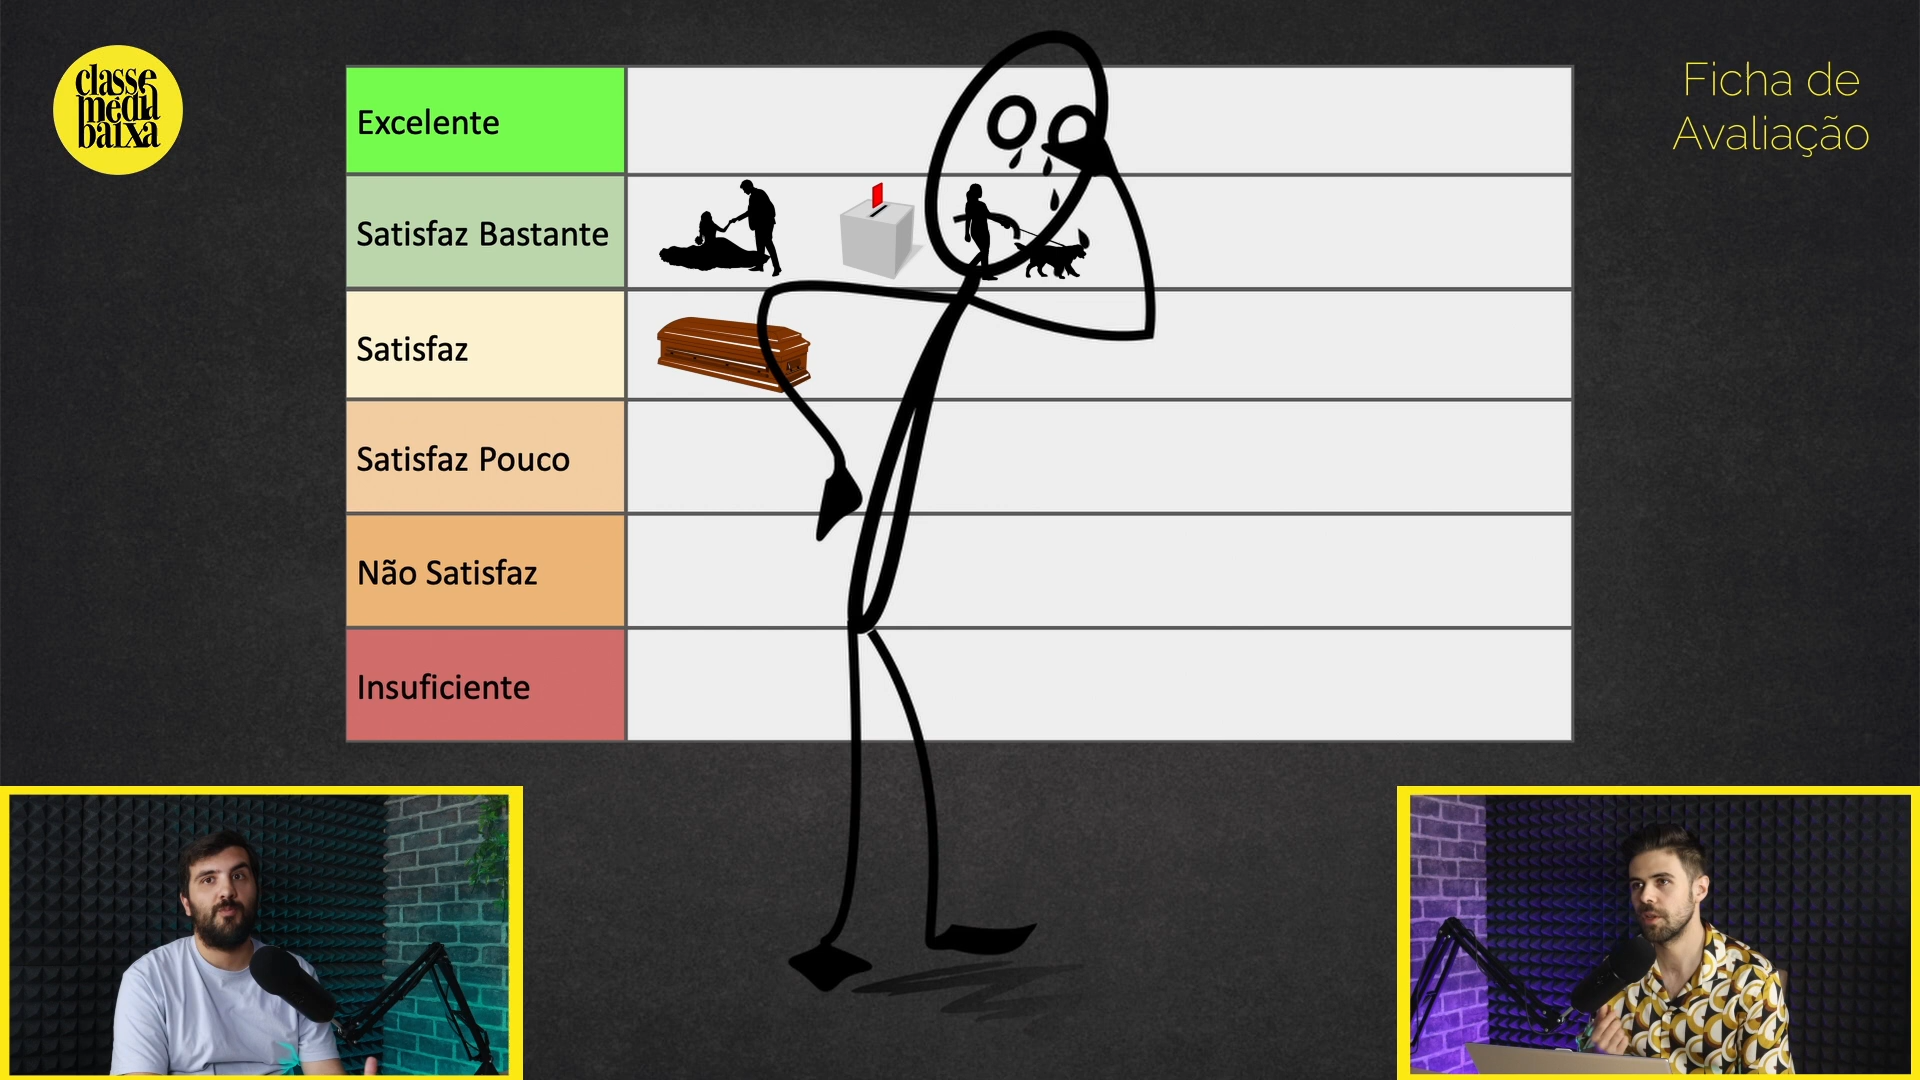 classe
média
baixa
Ficha de
Avaliação
Excelente
Satisfaz Bastante
Satisfaz
Satisfaz Pouco
Não Satisfaz
Insuficiente